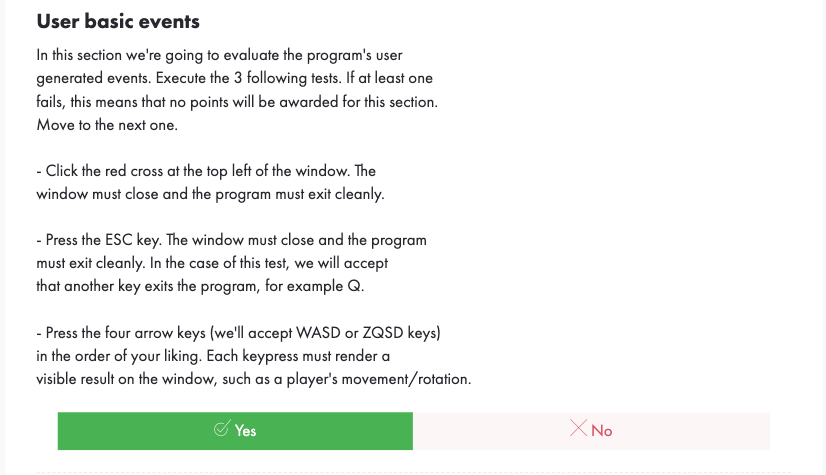 User basic events
In this section we're going to evaluate the program's user
generated events. Execute the 3 following tests. If at least one
fails, this means that no points will be awarded for this section.
Move to the next one.
- Click the red cross at the top left of the window. The
window must close and the program must exit cleanly.
- Press the ESC key. The window must close and the program
must exit cleanly. In the case of this test, we will accept
that another key exits the program, for example Q.
- Press the four arrow keys (we'll accept WASD or ZQSD keys)
in the order of your liking. Each keypress must render a
visible result on the window, such as a player's movement/rotation.
Yes
No